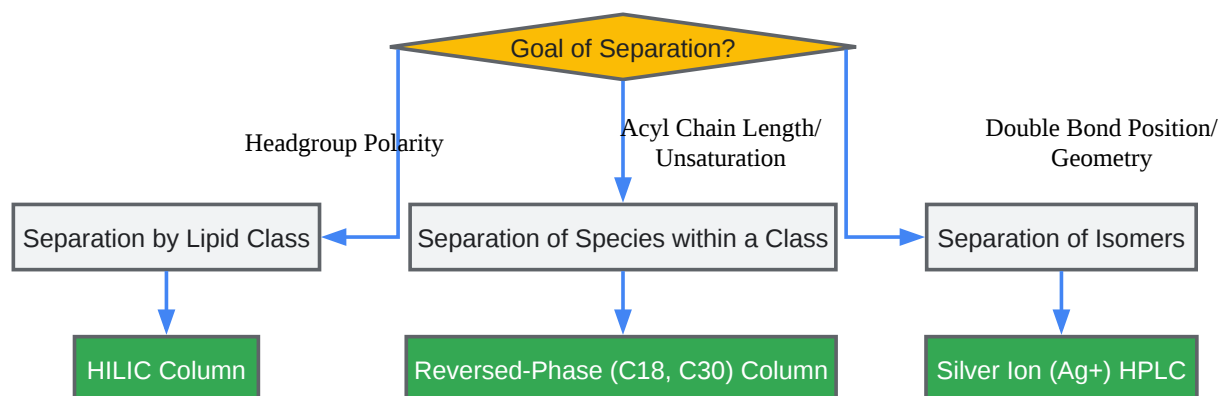 Goal of Separation?
Headgroup Polarity
Acyl Chain Length/
Unsaturation
Double Bond Position/
Geometry
Separation by Lipid Class
Separation of Species within a Class
Separation of Isomers
HILIC Column
Reversed-Phase (C18, C30) Column
Silver Ion (Ag+) HPLC